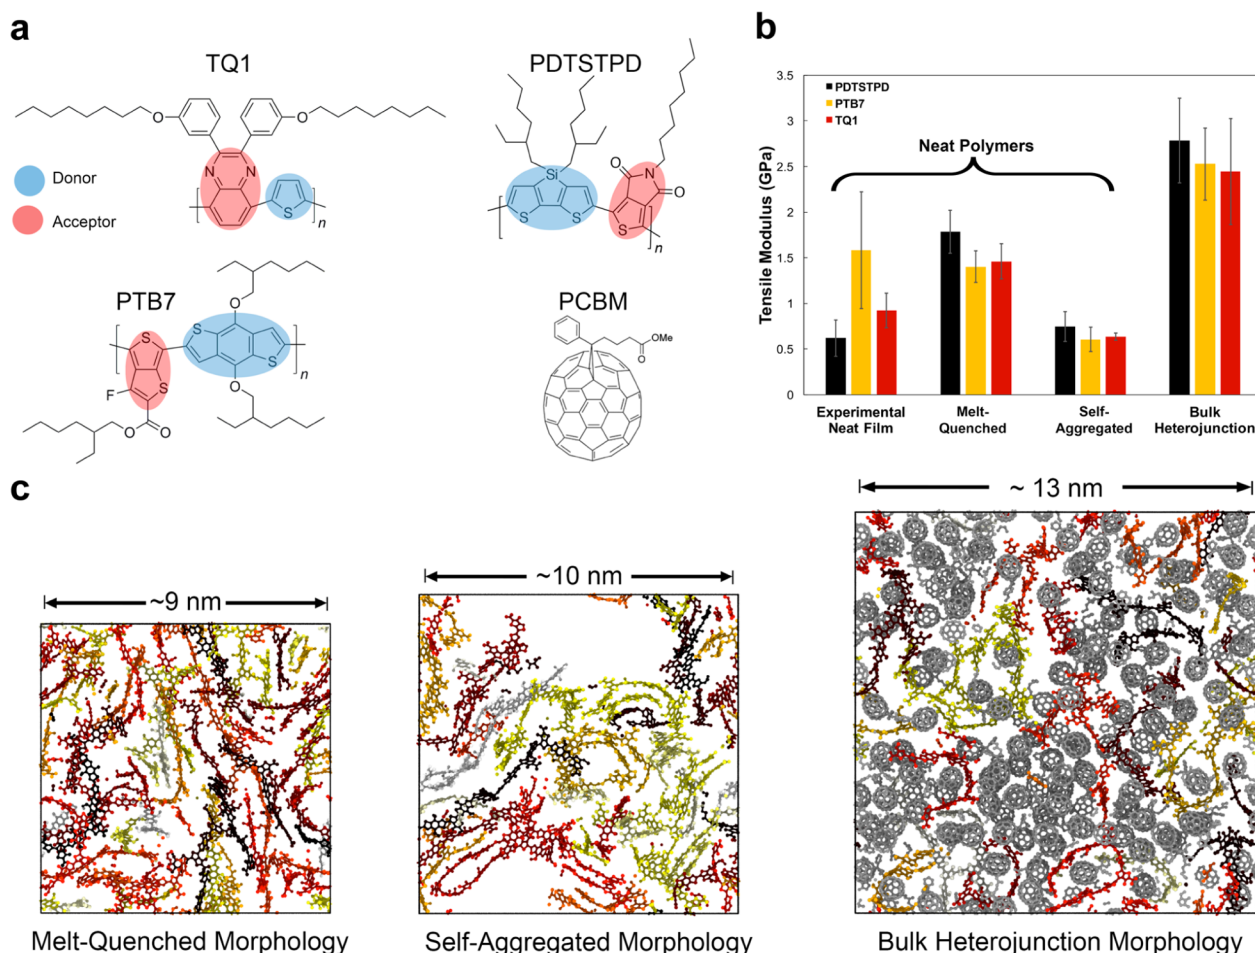 a
TQ1
O
O
N
N
S
n
Donor
Acceptor
PDTSTPD
Si
S
S
O
N
O
S
n
PTB7
O
S
S
S
S
n
F
O
O
O
PCBM
OMe
O
b
Tensile Modulus (GPa)
3.5
3
2.5
2
1.5
1
0.5
0
PDTSTPD
PTB7
TQ1
Neat Polymers
Experimental
Neat Film
Melt-
Quenched
Self-
Aggregated
Bulk
Heterojunction
c
~9 nm
Melt-Quenched Morphology
~10 nm
Self-Aggregated Morphology
~ 13 nm
Bulk Heterojunction Morphology